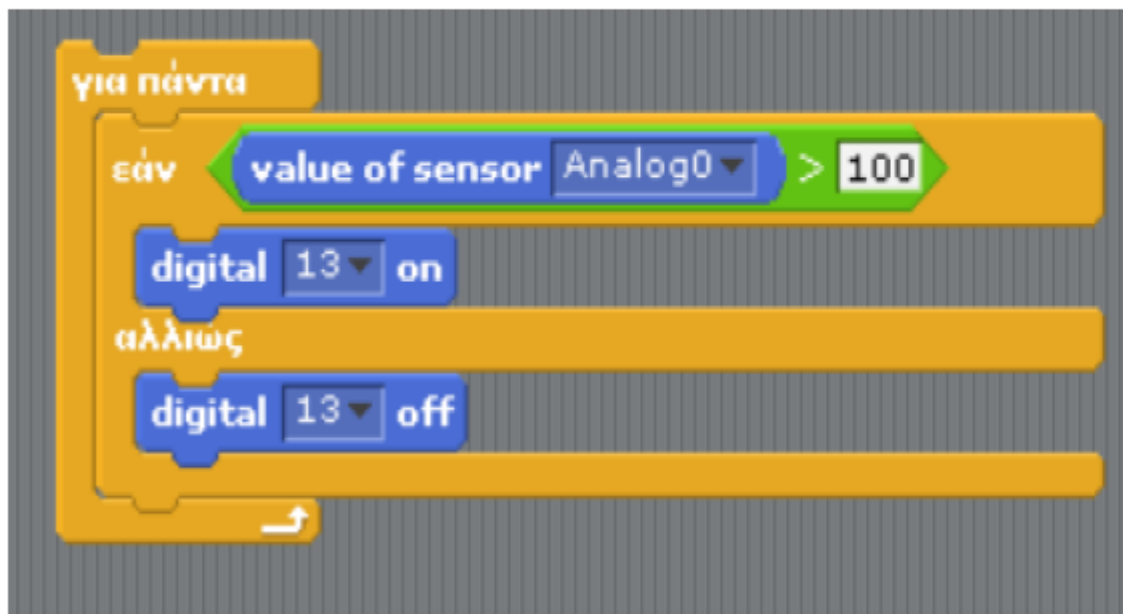 για πάντα
εάν value of sensor Analog0 > 100
digital 13 on
αλλιώς
digital 13 off